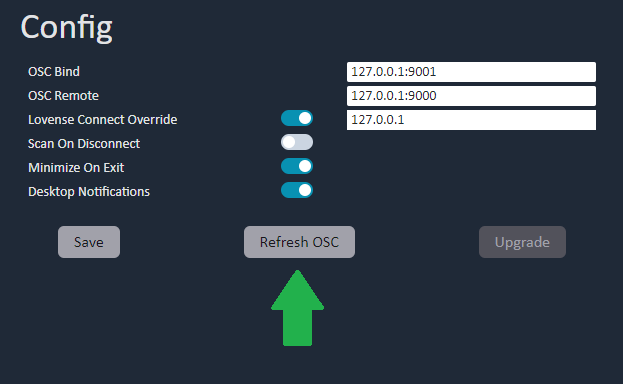 Config
OSC Bind 127.0.0.1:9001
OSC Remote 127.0.0.1:9000
Lovense Connect Override 127.0.0.1
Scan On Disconnect
Minimize On Exit
Desktop Notifications
Save Refresh OSC Upgrade